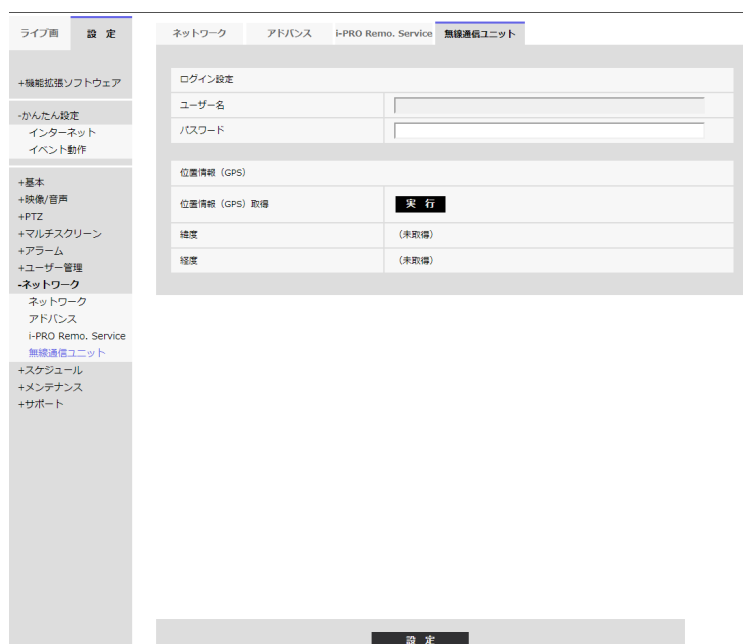 ライブ画
設 定
+機能拡張ソフトウェア
-かんたん設定
インターネット
イベント動作
+基本
+映像/音声
+PTZ
+マルチスクリーン
+アラーム
+ユーザー管理
-ネットワーク
ネットワーク
アドバンス
i-PRO Remo. Service
無線通信ユニット
+スケジュール
+メンテナンス
+サポート
ネットワーク
アドバンス
i-PRO Remo. Service
無線通信ユニット
ログイン設定
ユーザー名
パスワード
位置情報（GPS）
位置情報（GPS）取得
実 行
緯度
（未取得）
経度
（未取得）
設 定